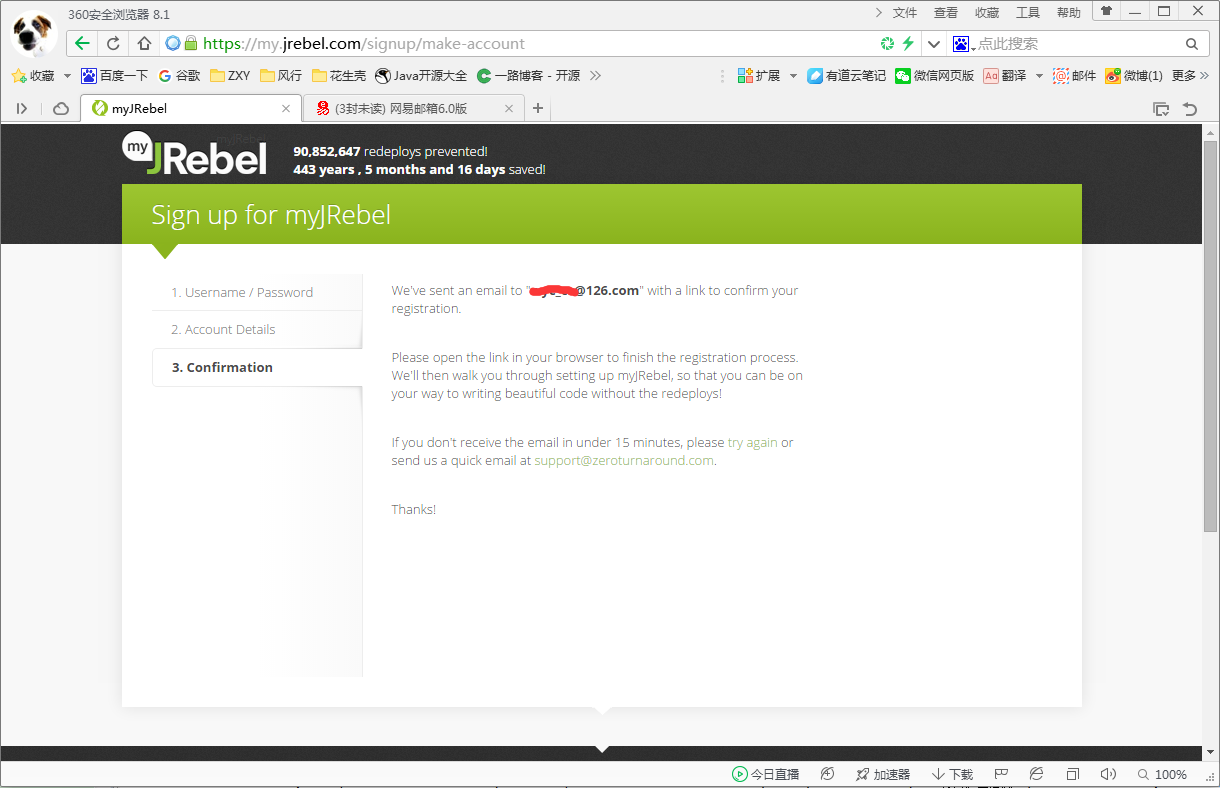 360安全浏览器 8.1
文件 查看 收藏 工具 帮助
https://my.jrebel.com/signup/make-account
点此搜索
收藏 百度一下 谷歌 ZXY 风行 花生壳 Java开源大全 一路博客 - 开源
扩展 有道云笔记 微信网页版 Aa 翻译 邮件 微博(1) 更多
myJRebel
(3封未读) 网易邮箱6.0版
my JRebel
90,852,647 redeploys prevented!
443 years , 5 months and 16 days saved!
Sign up for myJRebel
1. Username / Password
2. Account Details
3. Confirmation
We've sent an email to "@126.com" with a link to confirm your
registration.
Please open the link in your browser to finish the registration process.
We'll then walk you through setting up myJRebel, so that you can be on
your way to writing beautiful code without the redeploys!
If you don't receive the email in under 15 minutes, please try again or
send us a quick email at support@zeroturnaround.com.
Thanks!
今日直播 加速器 下载 100%